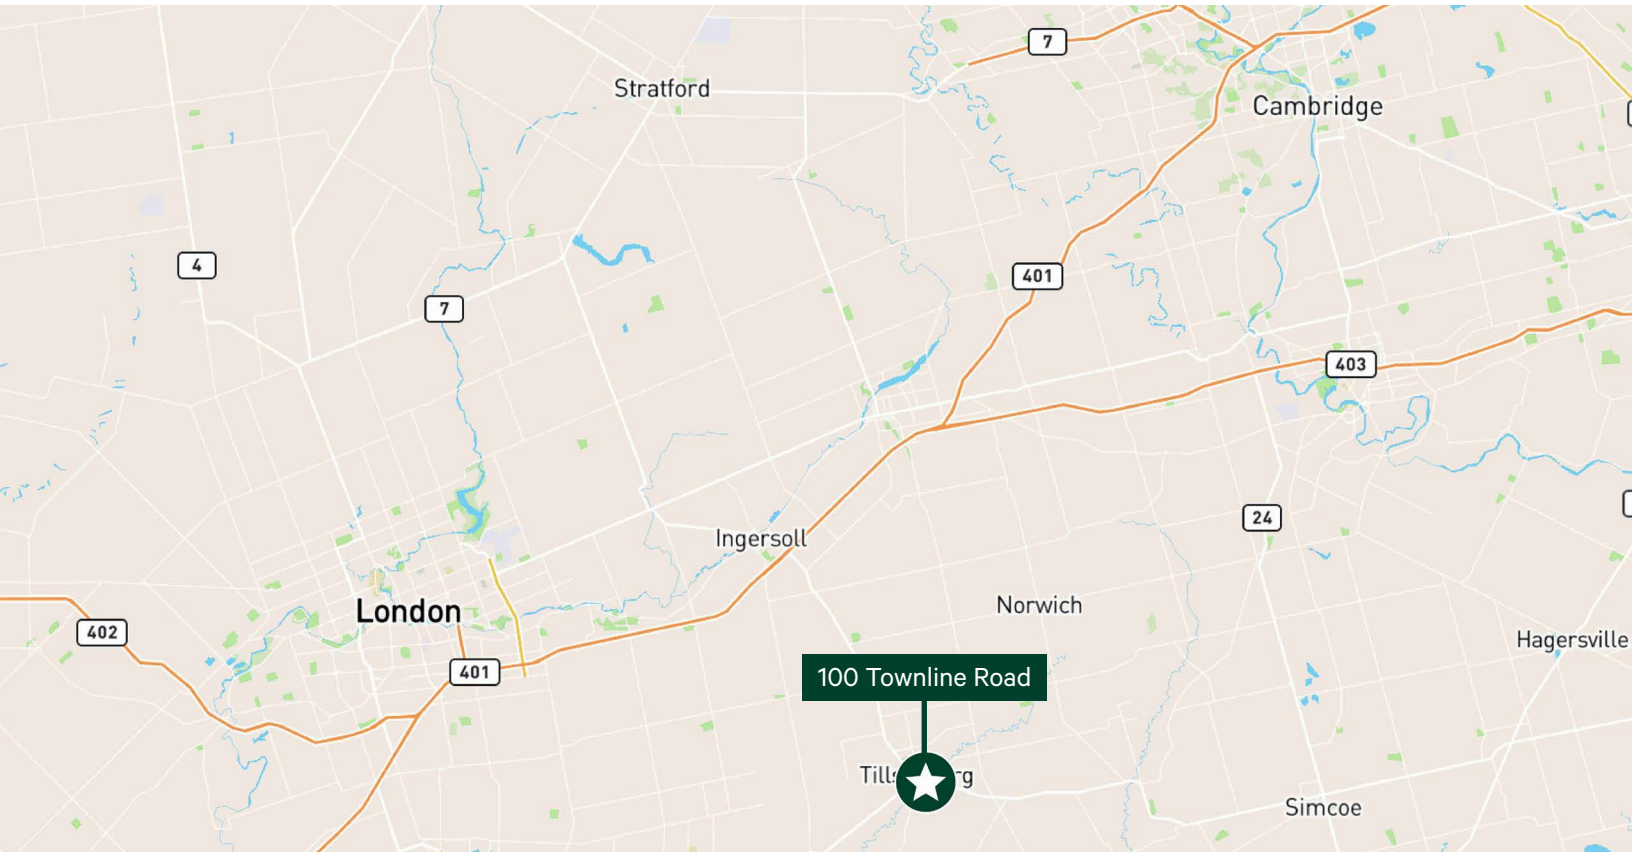 7
Stratford
Cambridge
4
401
7
403
24
Ingersoll
Norwich
London
402
Hagersville
401
100 Townline Road
Simcoe